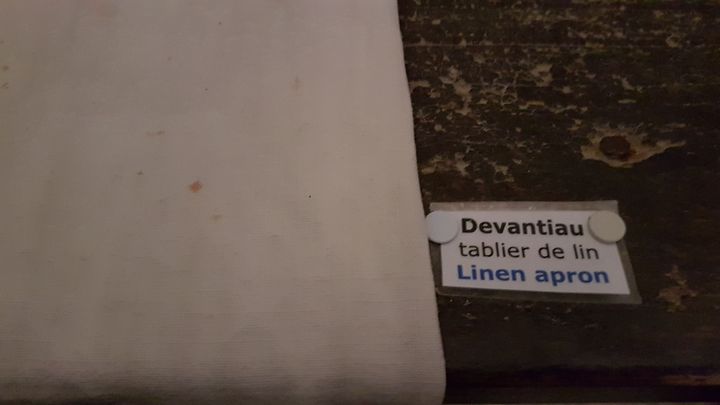 Devantiau
tablier de lin
Linen apron